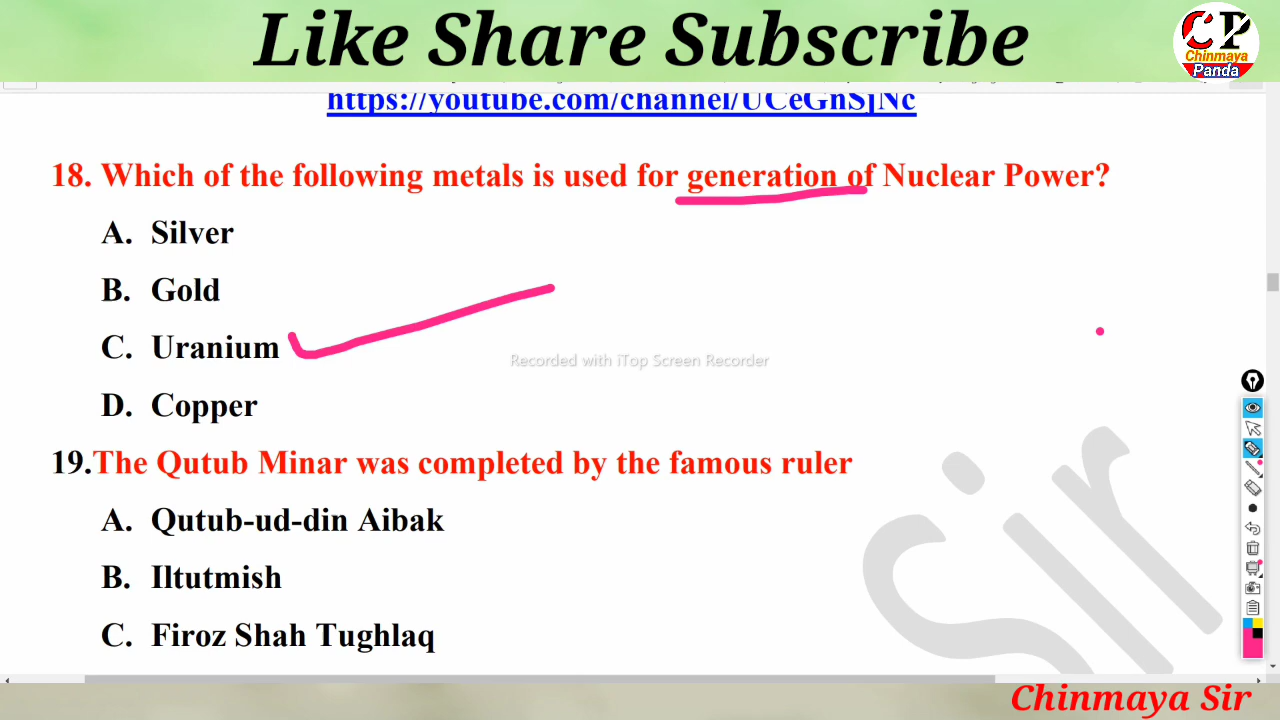 Like Share Subscribe
CP
Chinmaya
Panda
https://youtube.com/channel/UCeGnSjNc
18. Which of the following metals is used for generation of Nuclear Power?
A. Silver
B. Gold
C. Uranium
Recorded with iTop Screen Recorder
D. Copper
19.The Qutub Minar was completed by the famous ruler
A. Qutub-ud-din Aibak
B. Iltutmish
C. Firoz Shah Tughlaq
Sir
Chinmaya Sir